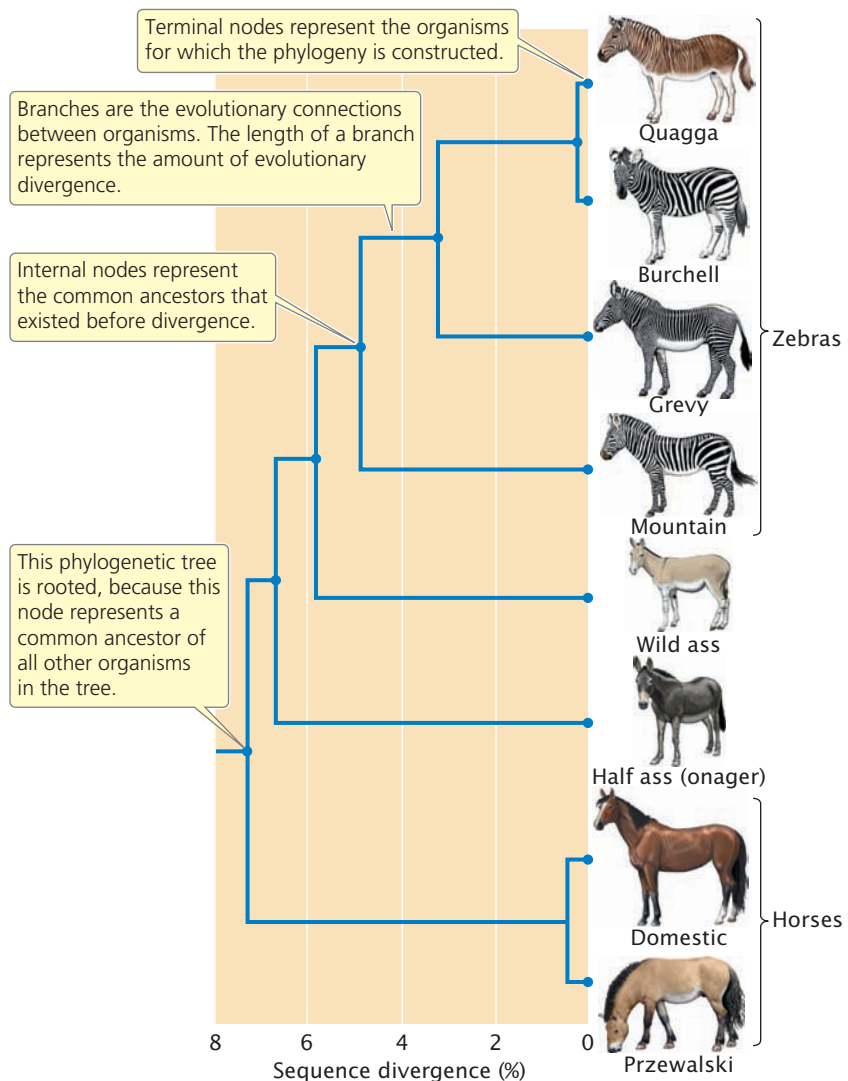 Terminal nodes represent the organisms
for which the phylogeny is constructed.
Branches are the evolutionary connections
between organisms. The length of a branch
represents the amount of evolutionary
divergence.
Internal nodes represent
the common ancestors that
existed before divergence.
This phylogenetic tree
is rooted, because this
node represents a
common ancestor of
all other organisms
in the tree.
Quagga
Burchell
Grevy
Mountain
Zebras
Wild ass
Half ass (onager)
Domestic
Przewalski
Horses
8 6 4 2 0
Sequence divergence (%)